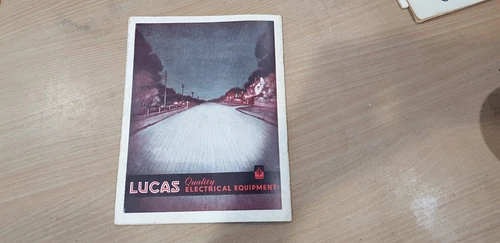 LUCAS Quality
ELECTRICAL EQUIPMENT